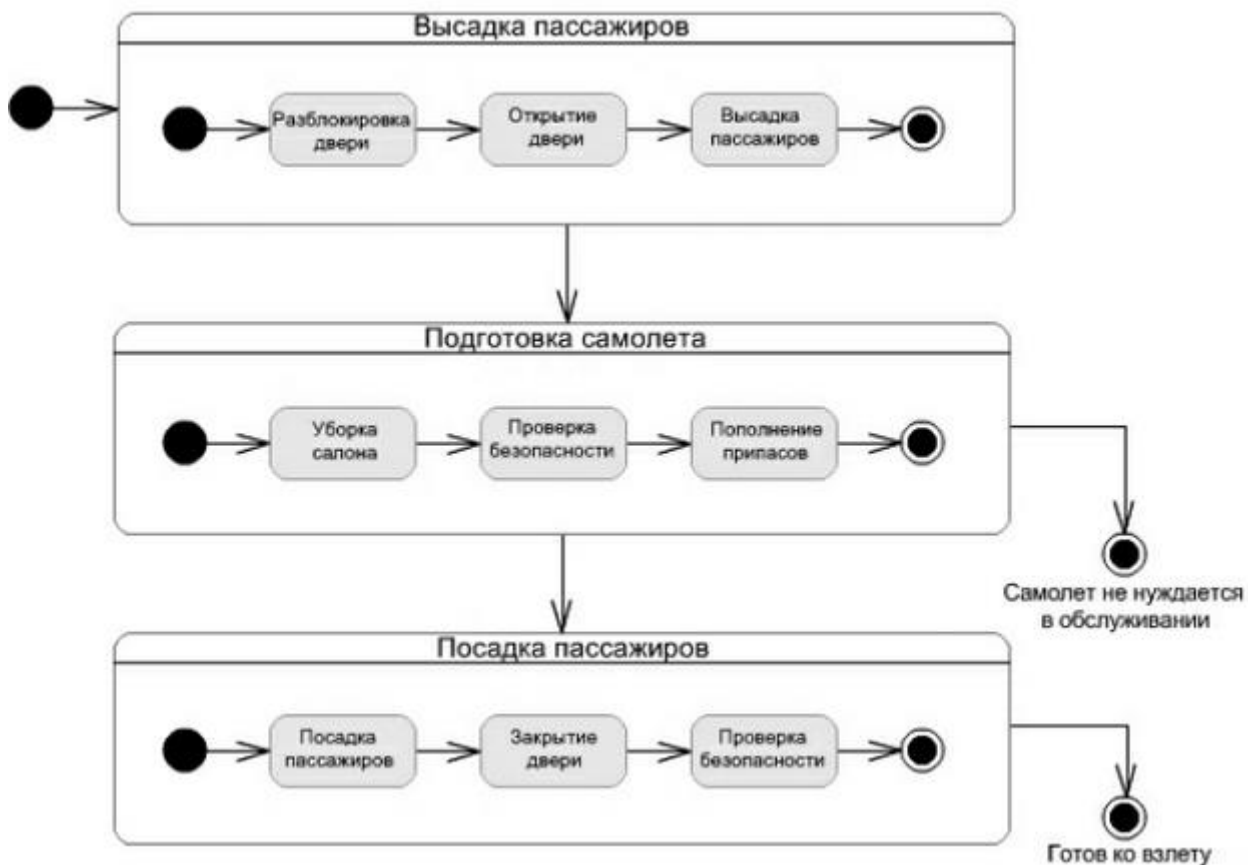 Высадка пассажиров
Разблокировка
двери
Открытие
двери
Высадка
пассажиров
Подготовка самолета
Уборка
салона
Проверка
безопасности
Пополнение
припасов
Самолет не нуждается
в обслуживании
Посадка пассажиров
Посадка
пассажиров
Закрытие
двери
Проверка
безопасности
Готов ко взлету